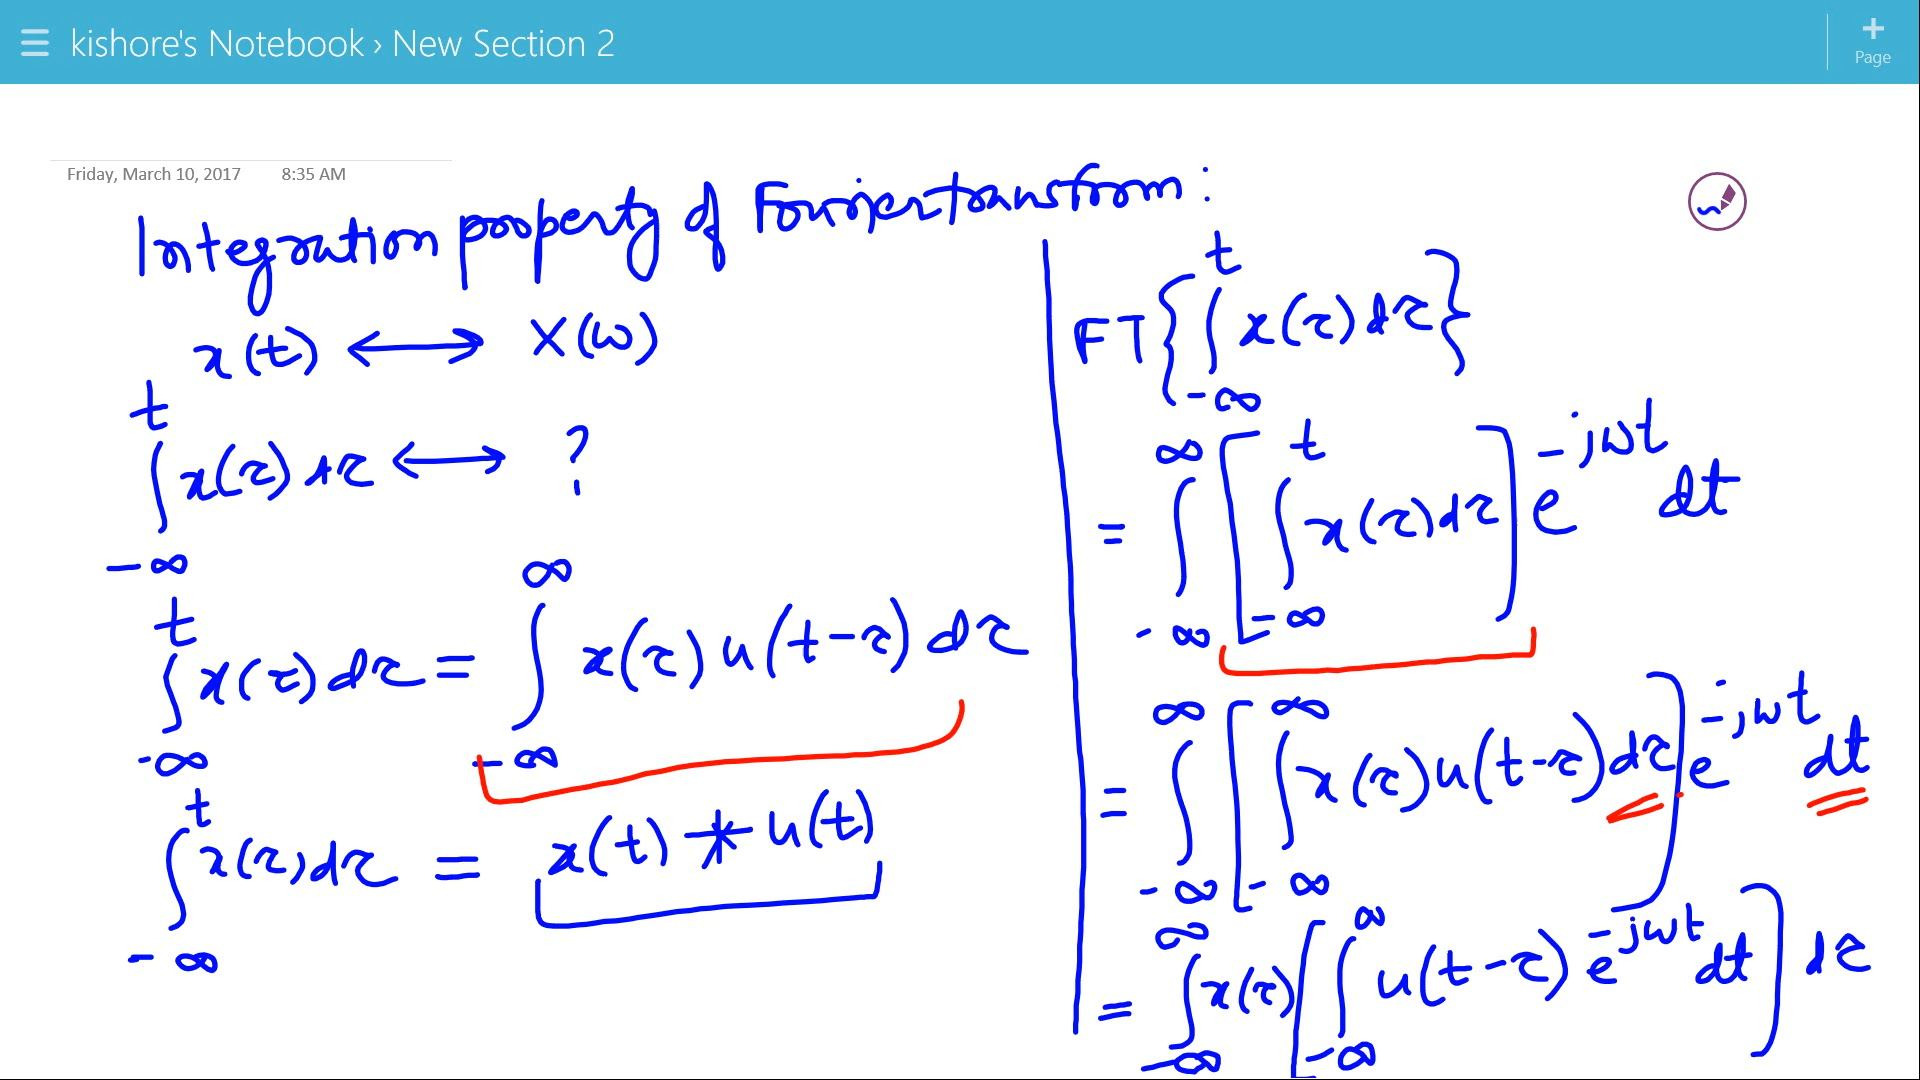 kishore's Notebook › New Section 2
+ Page
Friday, March 10, 2017 8:35 AM
Integration property of Fourier transform :
x(t) ⟷ X(ω)
∫_{-∞}^{t} x(τ) dτ ⟷ ?
∫_{-∞}^{t} x(τ) dτ = ∫_{-∞}^{∞} x(τ) u(t-τ) dτ
∫_{-∞}^{t} x(τ) dτ = x(t) * u(t)
FT{ ∫_{-∞}^{t} x(τ) dτ }
= ∫_{-∞}^{∞} [ ∫_{-∞}^{t} x(τ) dτ ] e^{-jωt} dt
= ∫_{-∞}^{∞} [ ∫_{-∞}^{∞} x(τ) u(t-τ) dτ ] e^{-jωt} dt
= ∫_{-∞}^{∞} x(τ) [ ∫_{-∞}^{∞} u(t-τ) e^{-jωt} dt ] dτ